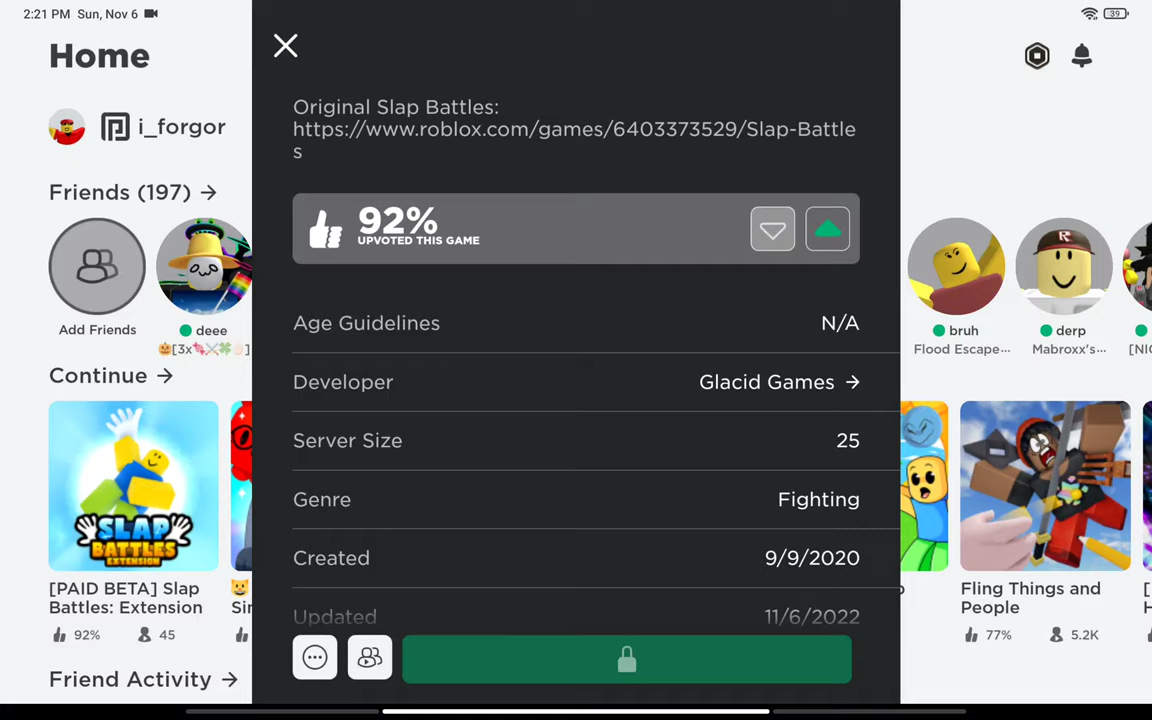 2:21 PM Sun, Nov 6
39
Home
i_forgor
Friends (197) →
Add Friends
deee
bruh
Flood Escape...
derp
Mabroxx's...
[NI
Continue →
SLAP
BATTLES
EXTENSION
[PAID BETA] Slap
Battles: Extension
92%
45
Si
Fling Things and
People
77%
5.2K
Friend Activity →
Original Slap Battles:
https://www.roblox.com/games/6403373529/Slap-Battle
s
92%
UPVOTED THIS GAME
Age Guidelines N/A
Developer Glacid Games →
Server Size 25
Genre Fighting
Created 9/9/2020
Updated 11/6/2022